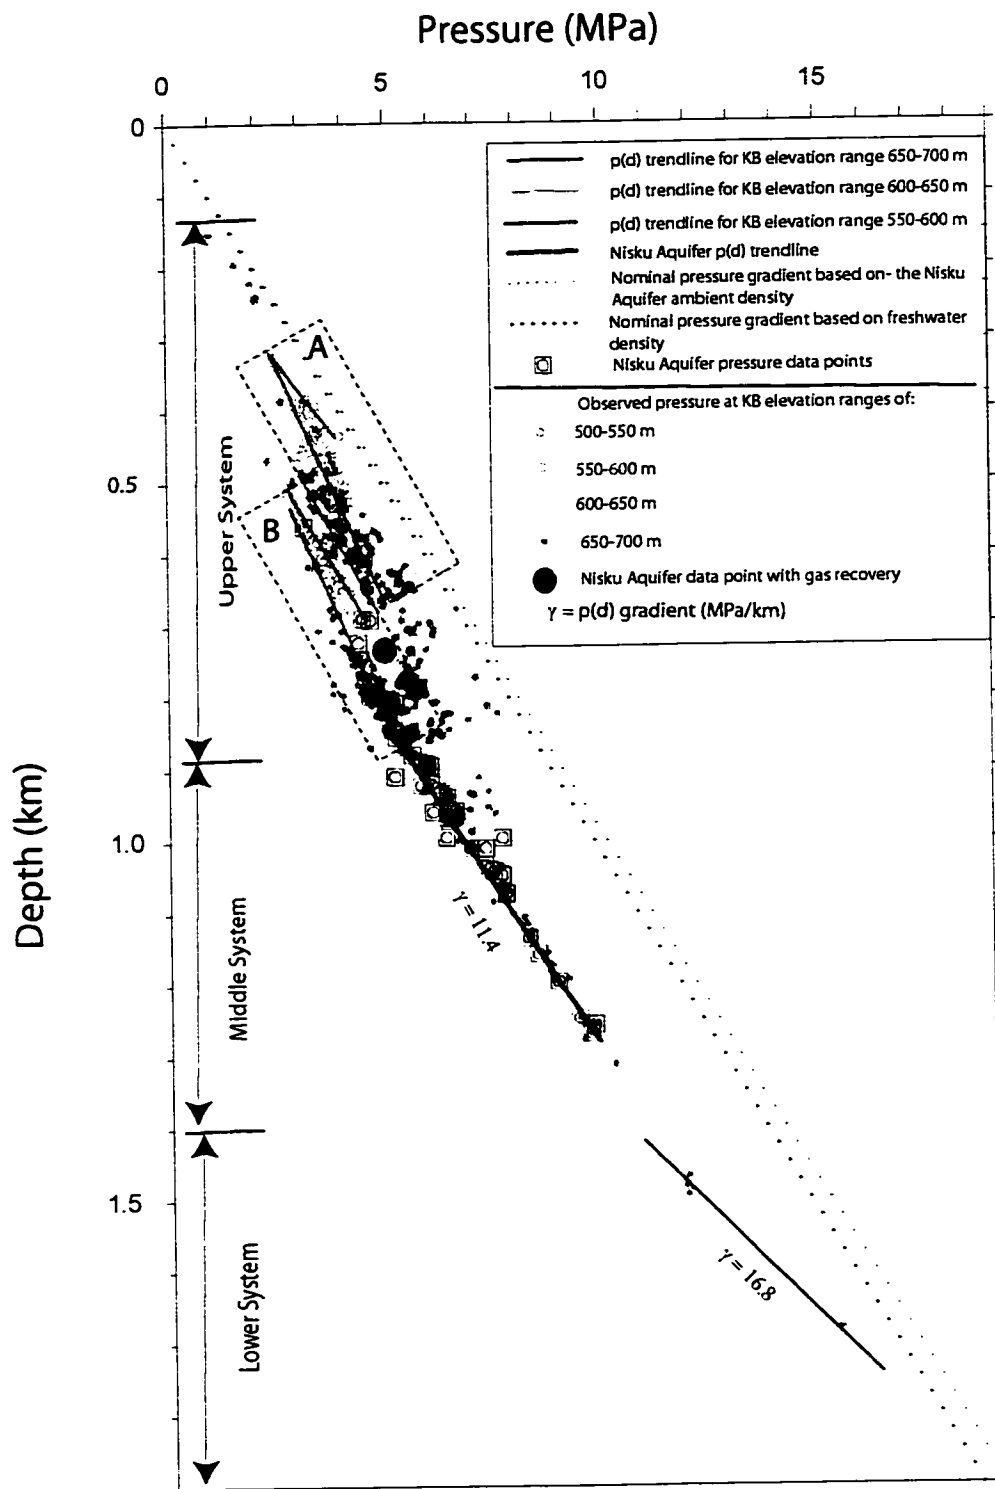 Pressure (MPa)
0
5
10
15
0
0.5
1.0
1.5
Depth (km)
Upper System
Middle System
Lower System
A
B
γ = 11.4
γ = 16.8
p(d) trendline for KB elevation range 650-700 m
p(d) trendline for KB elevation range 600-650 m
p(d) trendline for KB elevation range 550-600 m
Nisku Aquifer p(d) trendline
Nominal pressure gradient based on- the Nisku
Aquifer ambient density
Nominal pressure gradient based on freshwater
density
Nisku Aquifer pressure data points
Observed pressure at KB elevation ranges of:
500-550 m
550-600 m
600-650 m
650-700 m
Nisku Aquifer data point with gas recovery
γ = p(d) gradient (MPa/km)